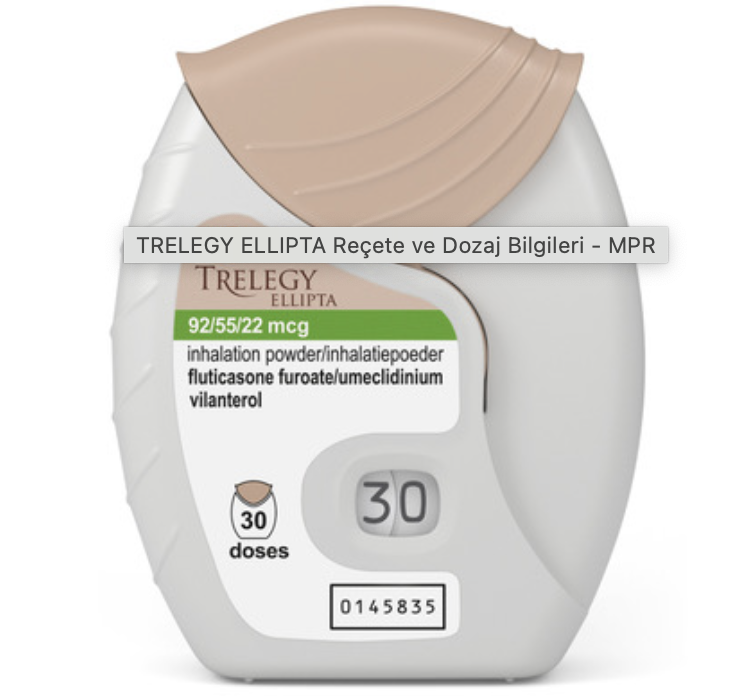 TRELEGY ELLIPTA Reçete ve Dozaj Bilgileri - MPR
TRELEGY
ELLIPTA
92/55/22 mcg
inhalation powder/inhalatiepoeder
fluticasone furoate/umeclidinium
vilanterol
30
30
doses
0145835